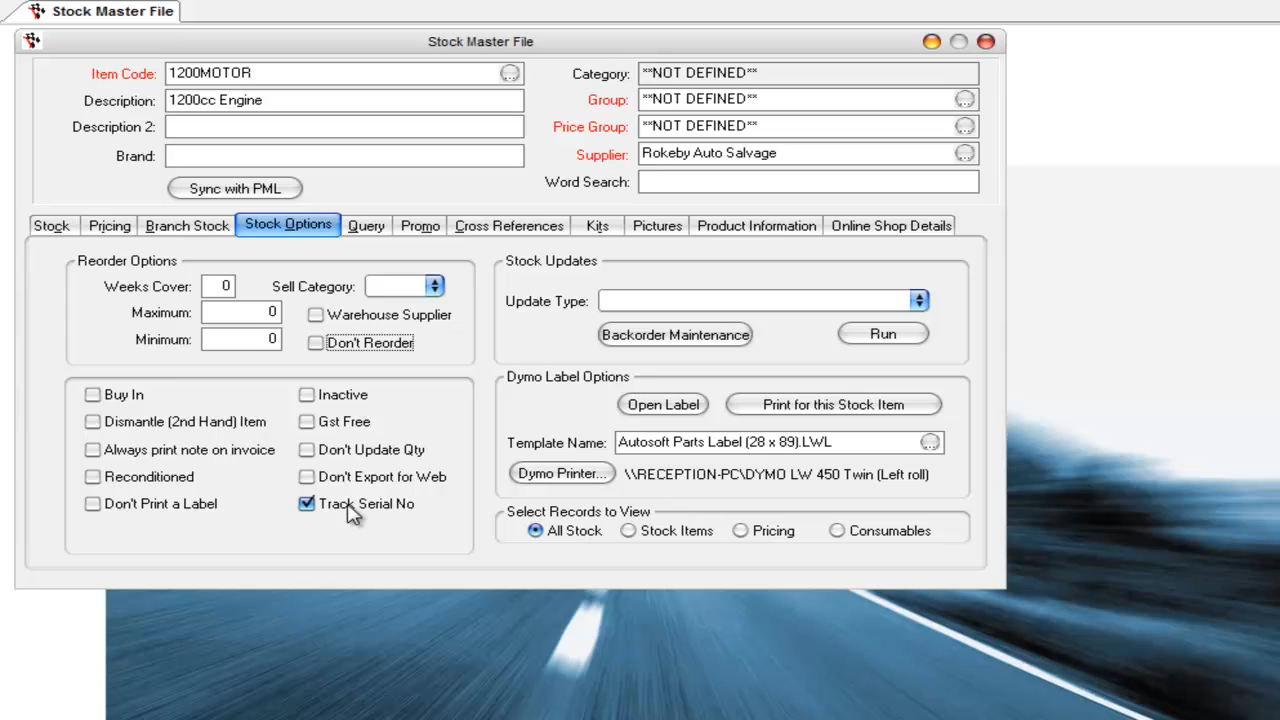 Stock Master File
Stock Master File
Item Code: 1200MOTOR
Description: 1200cc Engine
Description 2:
Brand:
Sync with PML
Category: **NOT DEFINED**
Group: **NOT DEFINED**
Price Group: **NOT DEFINED**
Supplier: Rokeby Auto Salvage
Word Search:
Stock Pricing Branch Stock Stock Options Query Promo Cross References Kits Pictures Product Information Online Shop Details
Reorder Options
Weeks Cover: 0 Sell Category:
Maximum: 0 Warehouse Supplier
Minimum: 0 Don't Reorder
Buy In Inactive
Dismantle (2nd Hand) Item Gst Free
Always print note on invoice Don't Update Qty
Reconditioned Don't Export for Web
Don't Print a Label Track Serial No
Stock Updates
Update Type:
Backorder Maintenance Run
Dymo Label Options
Open Label Print for this Stock Item
Template Name: Autosoft Parts Label (28 x 89).LWL
Dymo Printer... \\RECEPTION-PC\DYMO LW 450 Twin (Left roll)
Select Records to View
All Stock Stock Items Pricing Consumables